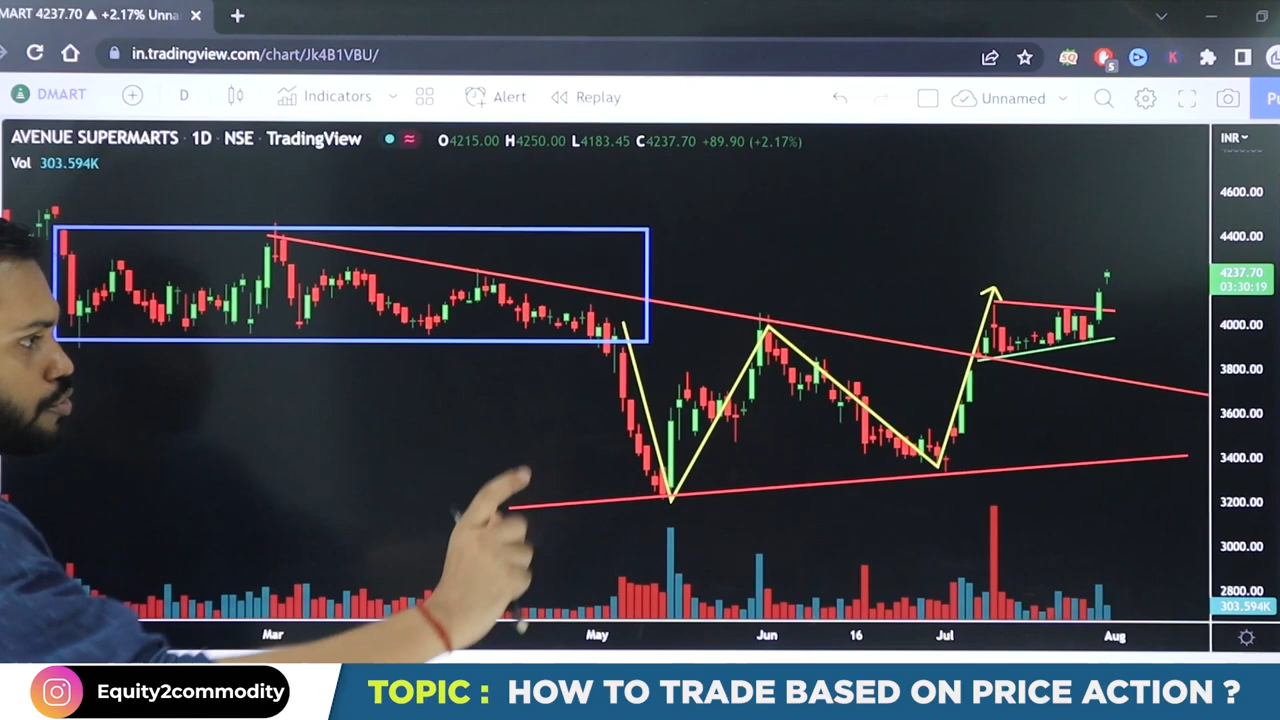 MART 4237.70 ▲ +2.17% Unna
in.tradingview.com/chart/Jk4B1VBU/
DMART D Indicators Alert Replay Unnamed
AVENUE SUPERMARTS · 1D · NSE · TradingView O4215.00 H4250.00 L4183.45 C4237.70 +89.90 (+2.17%) INR
Vol 303.594K
4600.00
4400.00
4237.70
03:30:19
4000.00
3800.00
3600.00
3400.00
3200.00
3000.00
2800.00
303.594K
Mar May Jun 16 Jul Aug
Equity2commodity
TOPIC : HOW TO TRADE BASED ON PRICE ACTION ?